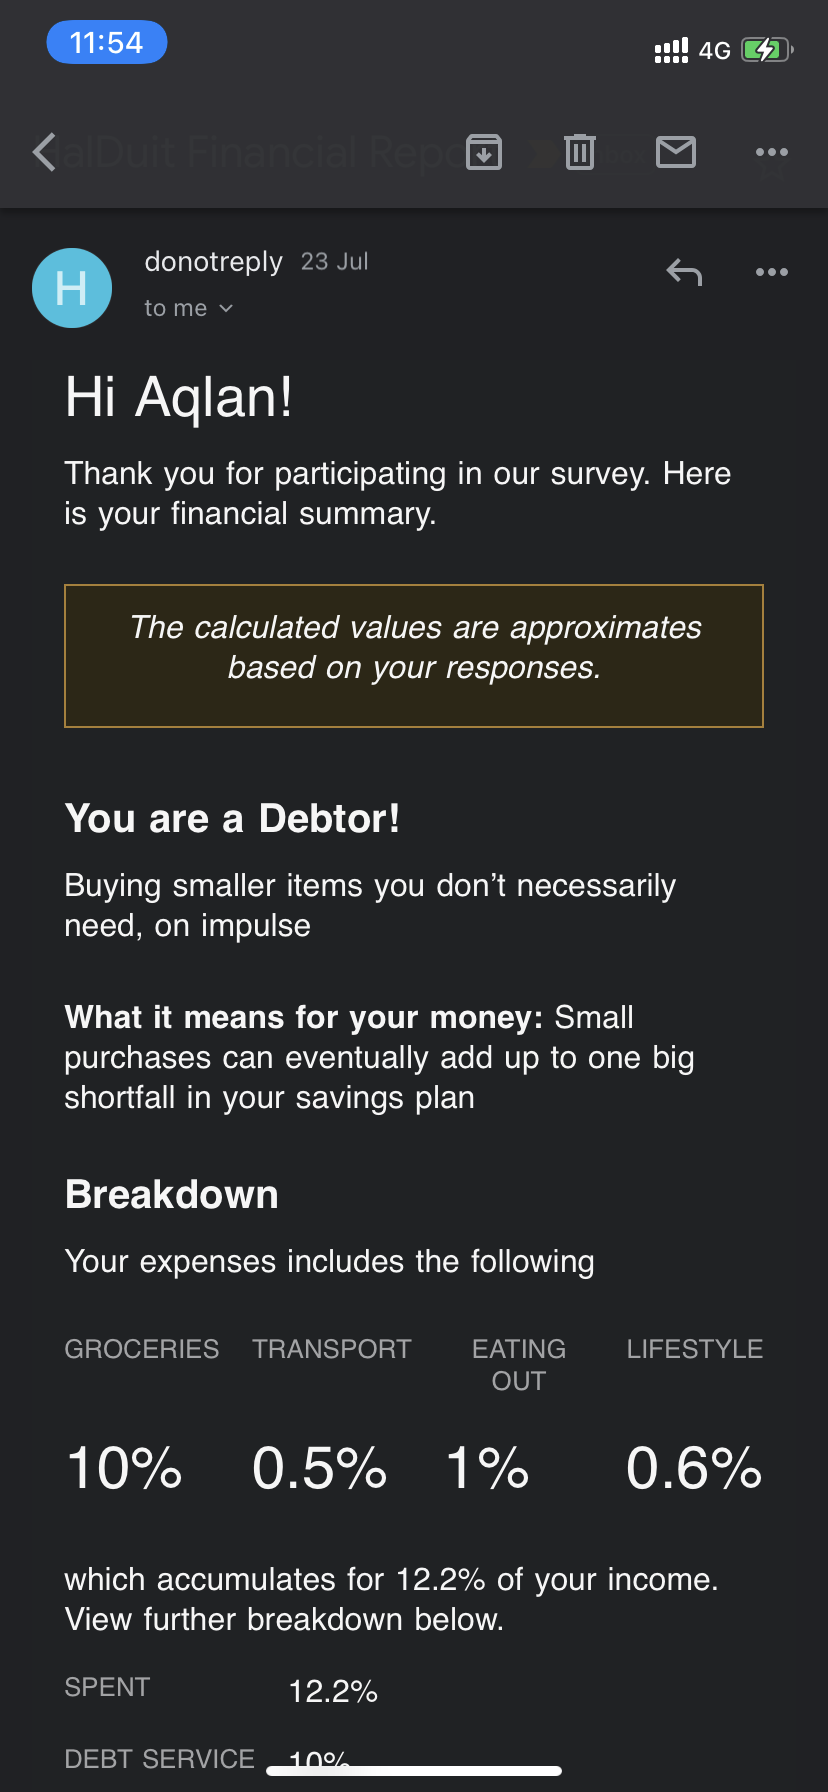 11:54
4G
HalDuit Financial Repo
H
donotreply 23 Jul
to me
Hi Aqlan!
Thank you for participating in our survey. Here
is your financial summary.
The calculated values are approximates
based on your responses.
You are a Debtor!
Buying smaller items you don’t necessarily
need, on impulse
What it means for your money: Small
purchases can eventually add up to one big
shortfall in your savings plan
Breakdown
Your expenses includes the following
GROCERIES TRANSPORT EATING LIFESTYLE
OUT
10% 0.5% 1% 0.6%
which accumulates for 12.2% of your income.
View further breakdown below.
SPENT 12.2%
DEBT SERVICE 10%